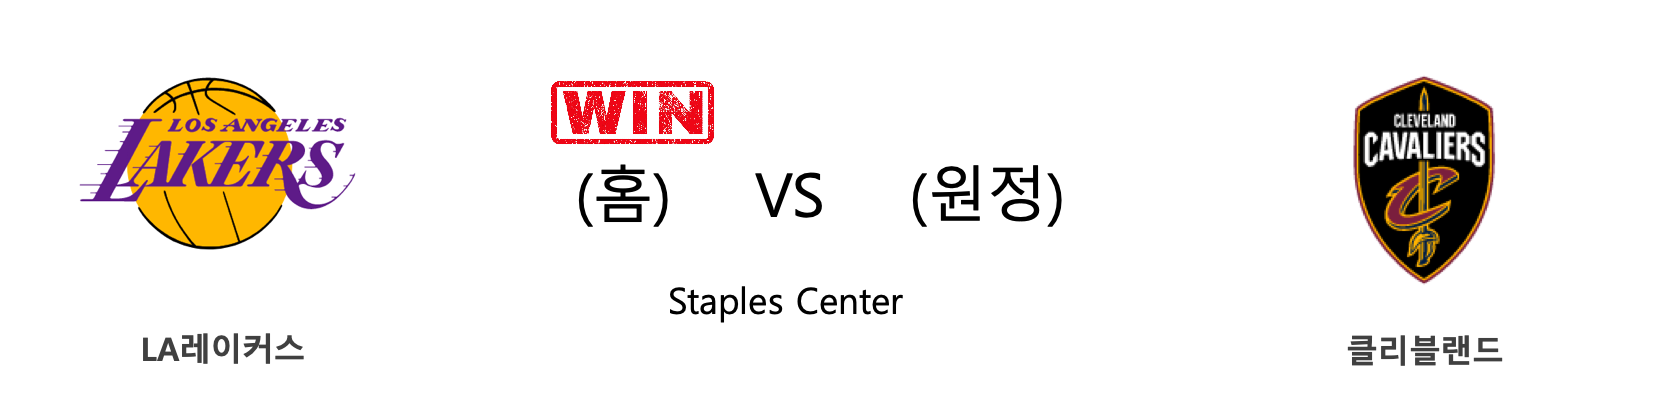 LOS ANGELES
LAKERS
WIN
(홈) VS (원정)
Staples Center
LA레이커스
CLEVELAND
CAVALIERS
C
클리블랜드